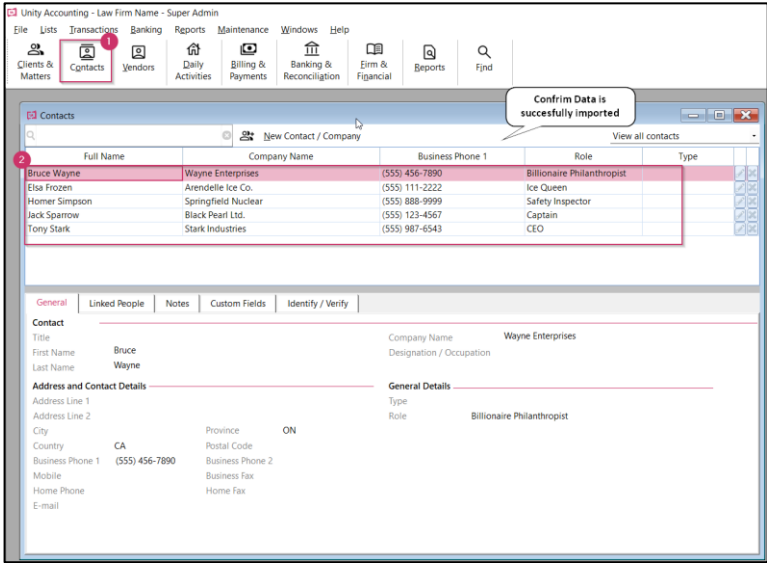 Unity Accounting - Law Firm Name - Super Admin
File Lists Transactions Banking Reports Maintenance Windows Help
1
Clients & Matters Contacts Vendors Daily Activities Billing & Payments Banking & Reconciliation Firm & Financial Reports Find
Confrim Data is
succesfully imported
Contacts
New Contact / Company View all contacts
2
Full Name Company Name Business Phone 1 Role Type
Bruce Wayne Wayne Enterprises (555) 456-7890 Billionaire Philanthropist
Elsa Frozen Arendelle Ice Co. (555) 111-2222 Ice Queen
Homer Simpson Springfield Nuclear (555) 888-9999 Safety Inspector
Jack Sparrow Black Pearl Ltd. (555) 123-4567 Captain
Tony Stark Stark Industries (555) 987-6543 CEO
General Linked People Notes Custom Fields Identify / Verify
Contact
Title Company Name Wayne Enterprises
First Name Bruce Designation / Occupation
Last Name Wayne
Address and Contact Details General Details
Address Line 1 Type
Address Line 2 Role Billionaire Philanthropist
City Province ON
Country CA Postal Code
Business Phone 1 (555) 456-7890 Business Phone 2
Mobile Business Fax
Home Phone Home Fax
E-mail